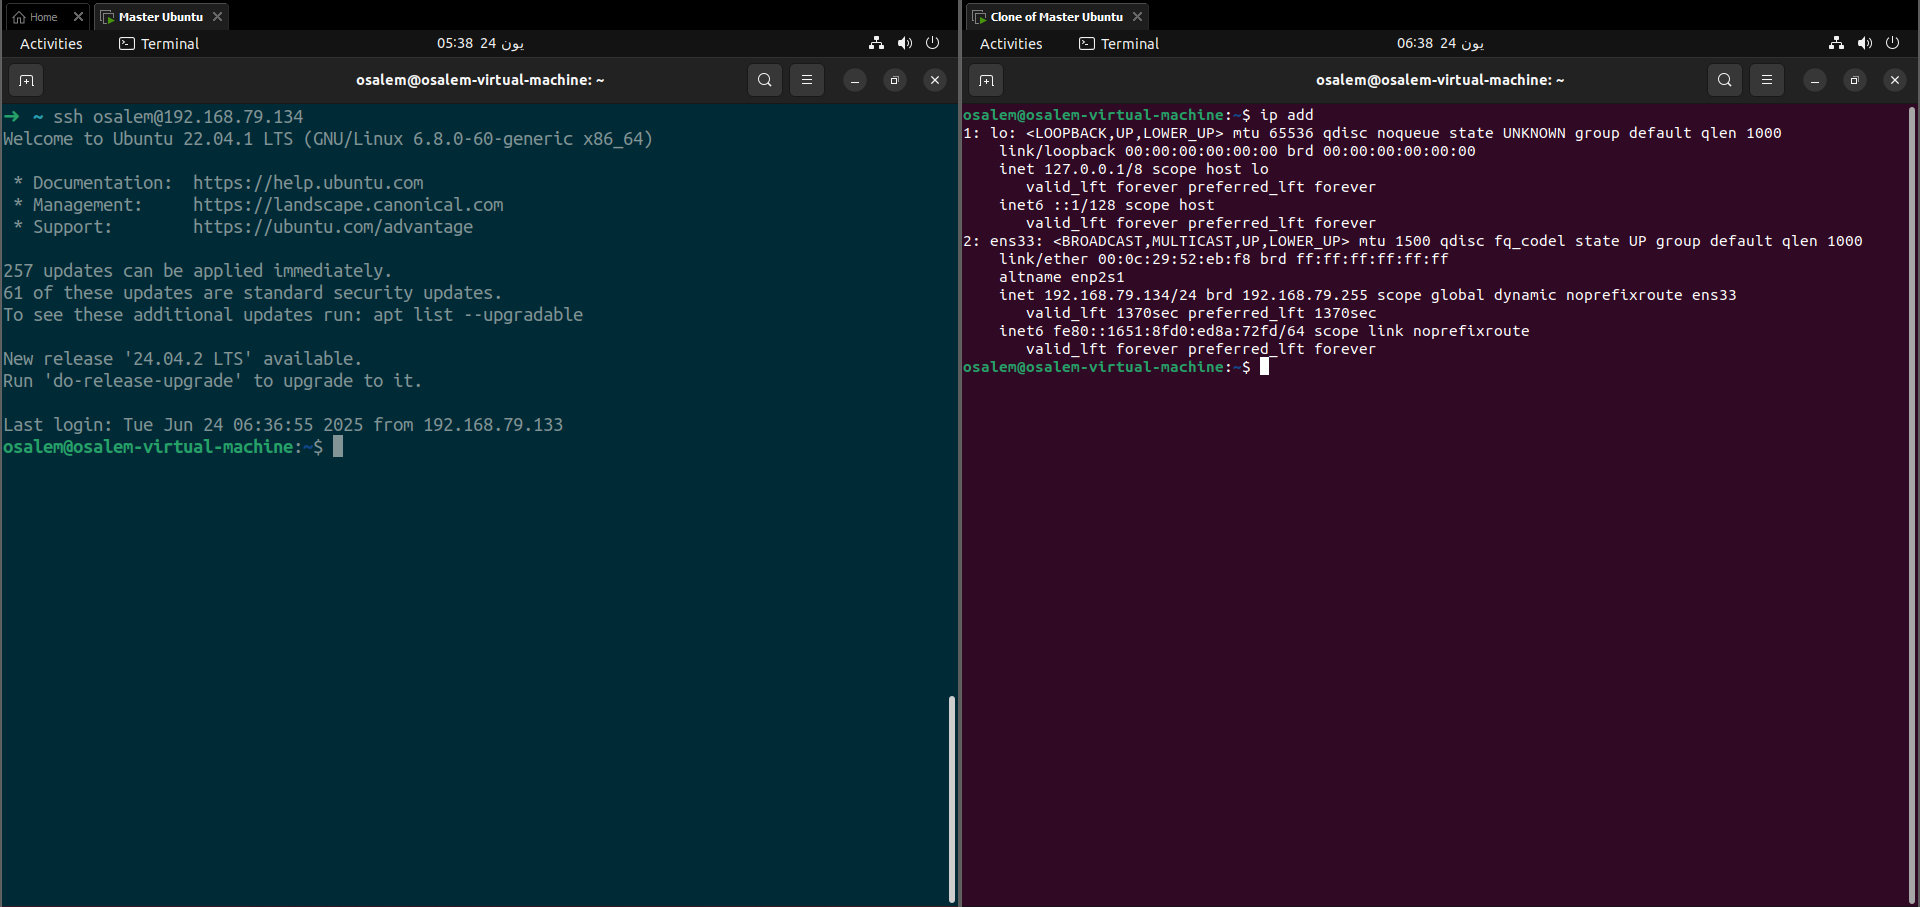 Home
Master Ubuntu
Activities
Terminal
05:38 24 يون
osalem@osalem-virtual-machine: ~
→ ~ ssh osalem@192.168.79.134
Welcome to Ubuntu 22.04.1 LTS (GNU/Linux 6.8.0-60-generic x86_64)
* Documentation: https://help.ubuntu.com
* Management: https://landscape.canonical.com
* Support: https://ubuntu.com/advantage
257 updates can be applied immediately.
61 of these updates are standard security updates.
To see these additional updates run: apt list --upgradable
New release '24.04.2 LTS' available.
Run 'do-release-upgrade' to upgrade to it.
Last login: Tue Jun 24 06:36:55 2025 from 192.168.79.133
osalem@osalem-virtual-machine:~$
Clone of Master Ubuntu
Activities
Terminal
06:38 24 يون
osalem@osalem-virtual-machine: ~
osalem@osalem-virtual-machine:~$ ip add
1: lo: <LOOPBACK,UP,LOWER_UP> mtu 65536 qdisc noqueue state UNKNOWN group default qlen 1000
link/loopback 00:00:00:00:00:00 brd 00:00:00:00:00:00
inet 127.0.0.1/8 scope host lo
valid_lft forever preferred_lft forever
inet6 ::1/128 scope host
valid_lft forever preferred_lft forever
2: ens33: <BROADCAST,MULTICAST,UP,LOWER_UP> mtu 1500 qdisc fq_codel state UP group default qlen 1000
link/ether 00:0c:29:52:eb:f8 brd ff:ff:ff:ff:ff:ff
altname enp2s1
inet 192.168.79.134/24 brd 192.168.79.255 scope global dynamic noprefixroute ens33
valid_lft 1370sec preferred_lft 1370sec
inet6 fe80::1651:8fd0:ed8a:72fd/64 scope link noprefixroute
valid_lft forever preferred_lft forever
osalem@osalem-virtual-machine:~$